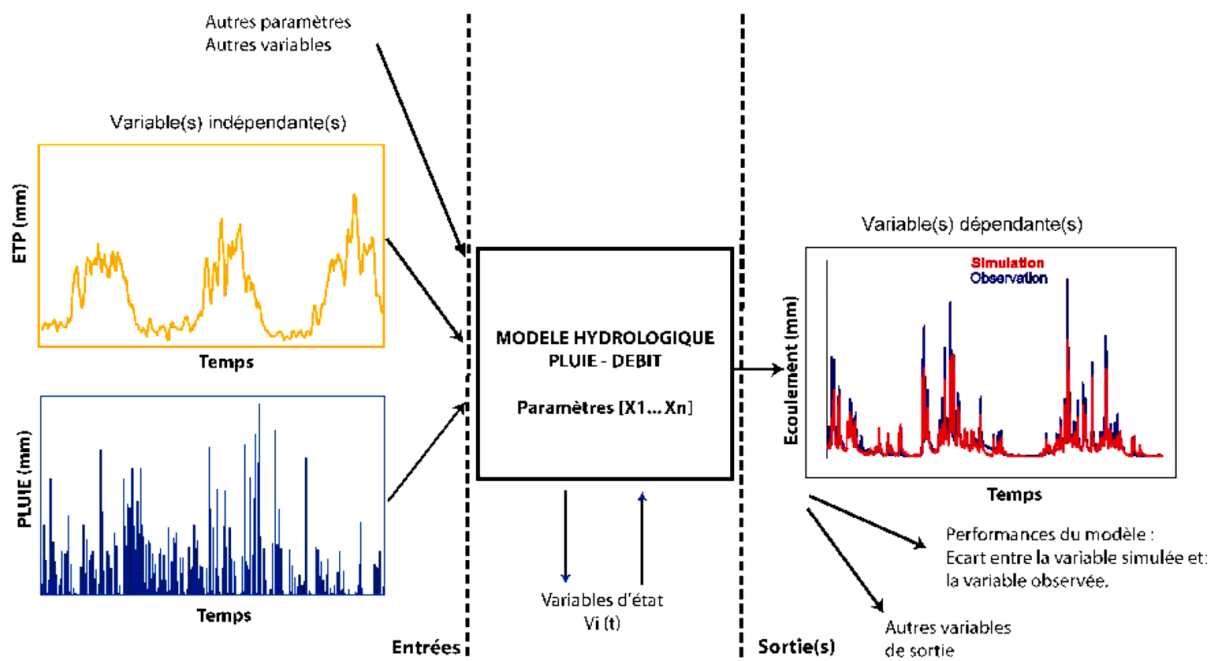 Autres paramètres
Autres variables
Variable(s) indépendante(s)
ETP (mm)
Temps
PLUIE (mm)
Temps
Entrées
MODELE HYDROLOGIQUE
PLUIE - DEBIT
Paramètres [X1... Xn]
Variables d'état
Vi (t)
Variable(s) dépendante(s)
Simulation
Observation
Ecoulement (mm)
Temps
Performances du modèle :
Ecart entre la variable simulée et
la variable observée.
Autres variables
de sortie
Sortie(s)